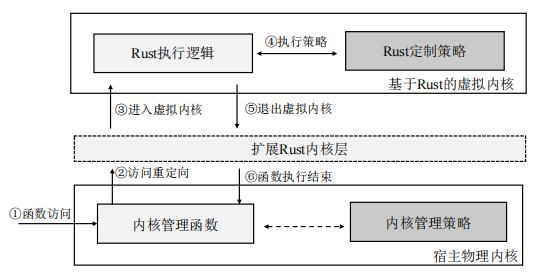 ④执行策略
Rust执行逻辑
Rust定制策略
基于Rust的虚拟内核
③进入虚拟内核
⑤退出虚拟内核
扩展Rust内核层
②访问重定向
⑥函数执行结束
①函数访问
内核管理函数
内核管理策略
宿主物理内核